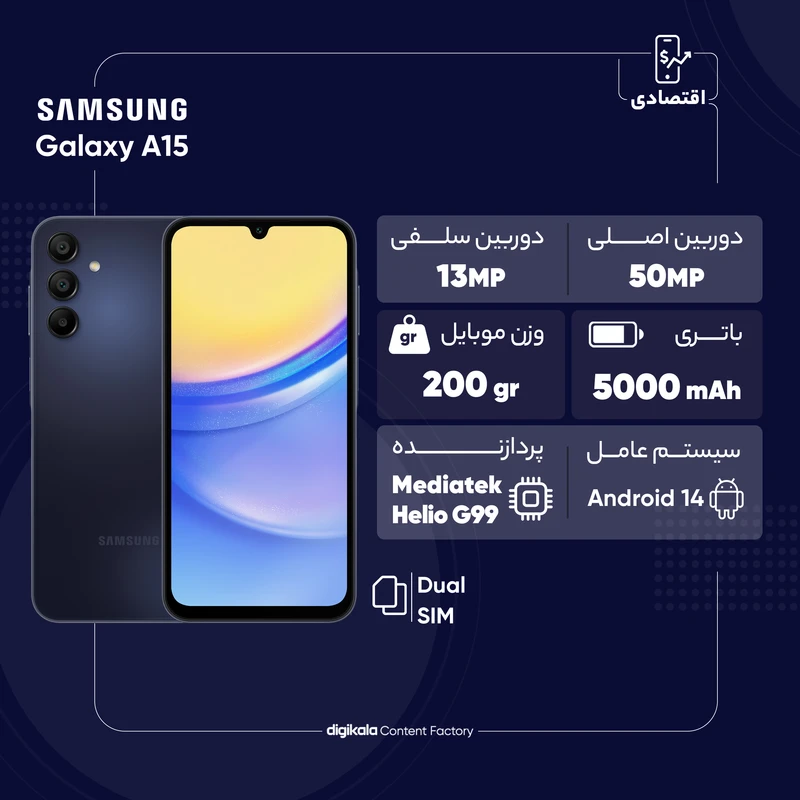 اقتصادی
SAMSUNG
Galaxy A15
دوربین اصلی
50MP
دوربین سلفی
13MP
باتری
5000 mAh
وزن موبایل
gr
200 gr
سیستم عامل
Android 14
پردازنده
Mediatek
Helio G99
SAMSUNG
Dual
SIM
digikala Content Factory